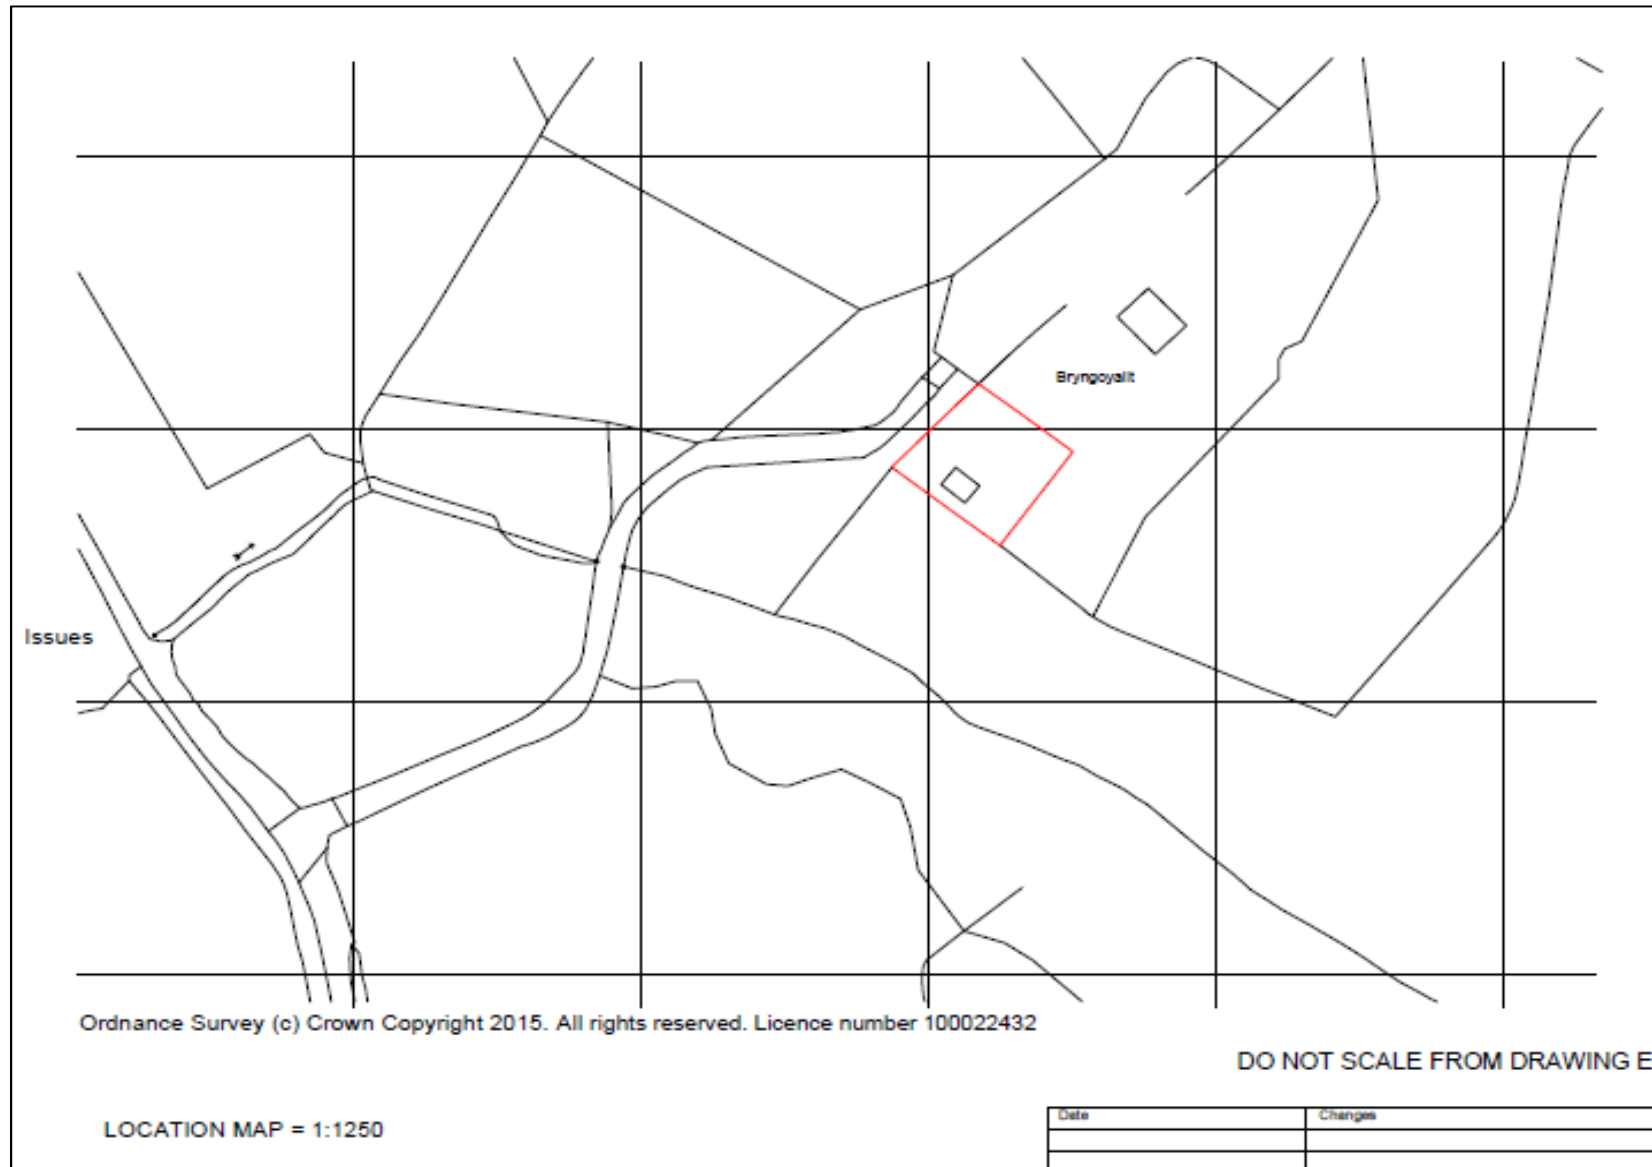 Bryngoyallt
Issues
Ordnance Survey (c) Crown Copyright 2015. All rights reserved. Licence number 100022432
DO NOT SCALE FROM DRAWING E
LOCATION MAP = 1:1250
Date Changes